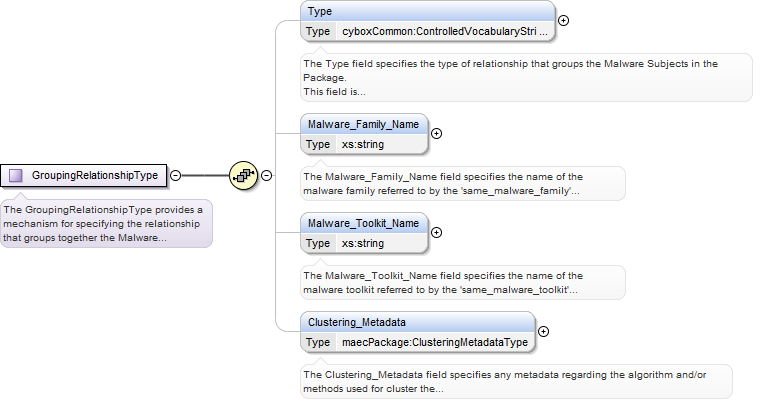 Type
Type cyboxCommon:ControlledVocabularyStri ...
The Type field specifies the type of relationship that groups the Malware Subjects in the
Package.
This field is...
Malware_Family_Name
Type xs:string
The Malware_Family_Name field specifies the name of the
malware family referred to by the 'same_malware_family'...
GroupingRelationshipType
The GroupingRelationshipType provides a
mechanism for specifying the relationship
that groups together the Malware...
Malware_Toolkit_Name
Type xs:string
The Malware_Toolkit_Name field specifies the name of the
malware toolkit referred to by the 'same_malware_toolkit'...
Clustering_Metadata
Type maecPackage:ClusteringMetadataType
The Clustering_Metadata field specifies any metadata regarding the algorithm and/or
methods used for cluster the...